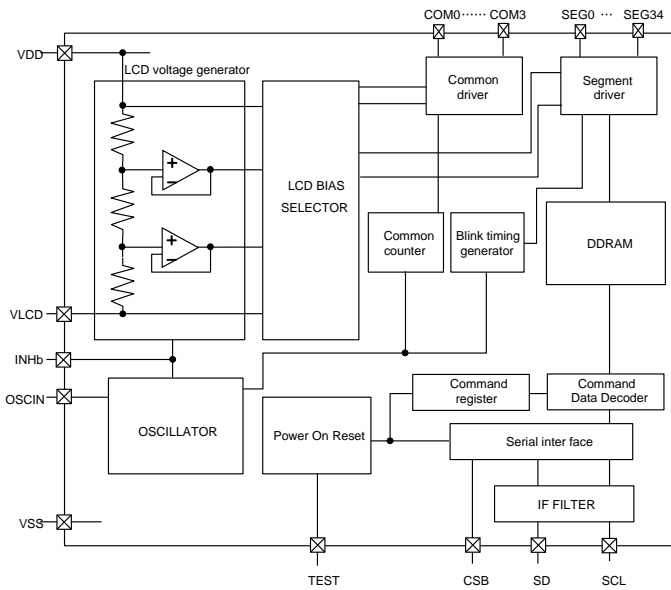 COM0 ······ COM3
SEG0 ··· SEG34
VDD
LCD voltage generator
Common
driver
Segment
driver
+
−
LCD BIAS
SELECTOR
+
−
Common
counter
Blink timing
generator
DDRAM
VLCD
INHb
OSCIN
OSCILLATOR
Power On Reset
Command
register
Command
Data Decoder
Serial inter face
IF FILTER
VSS
TEST
CSB
SD
SCL